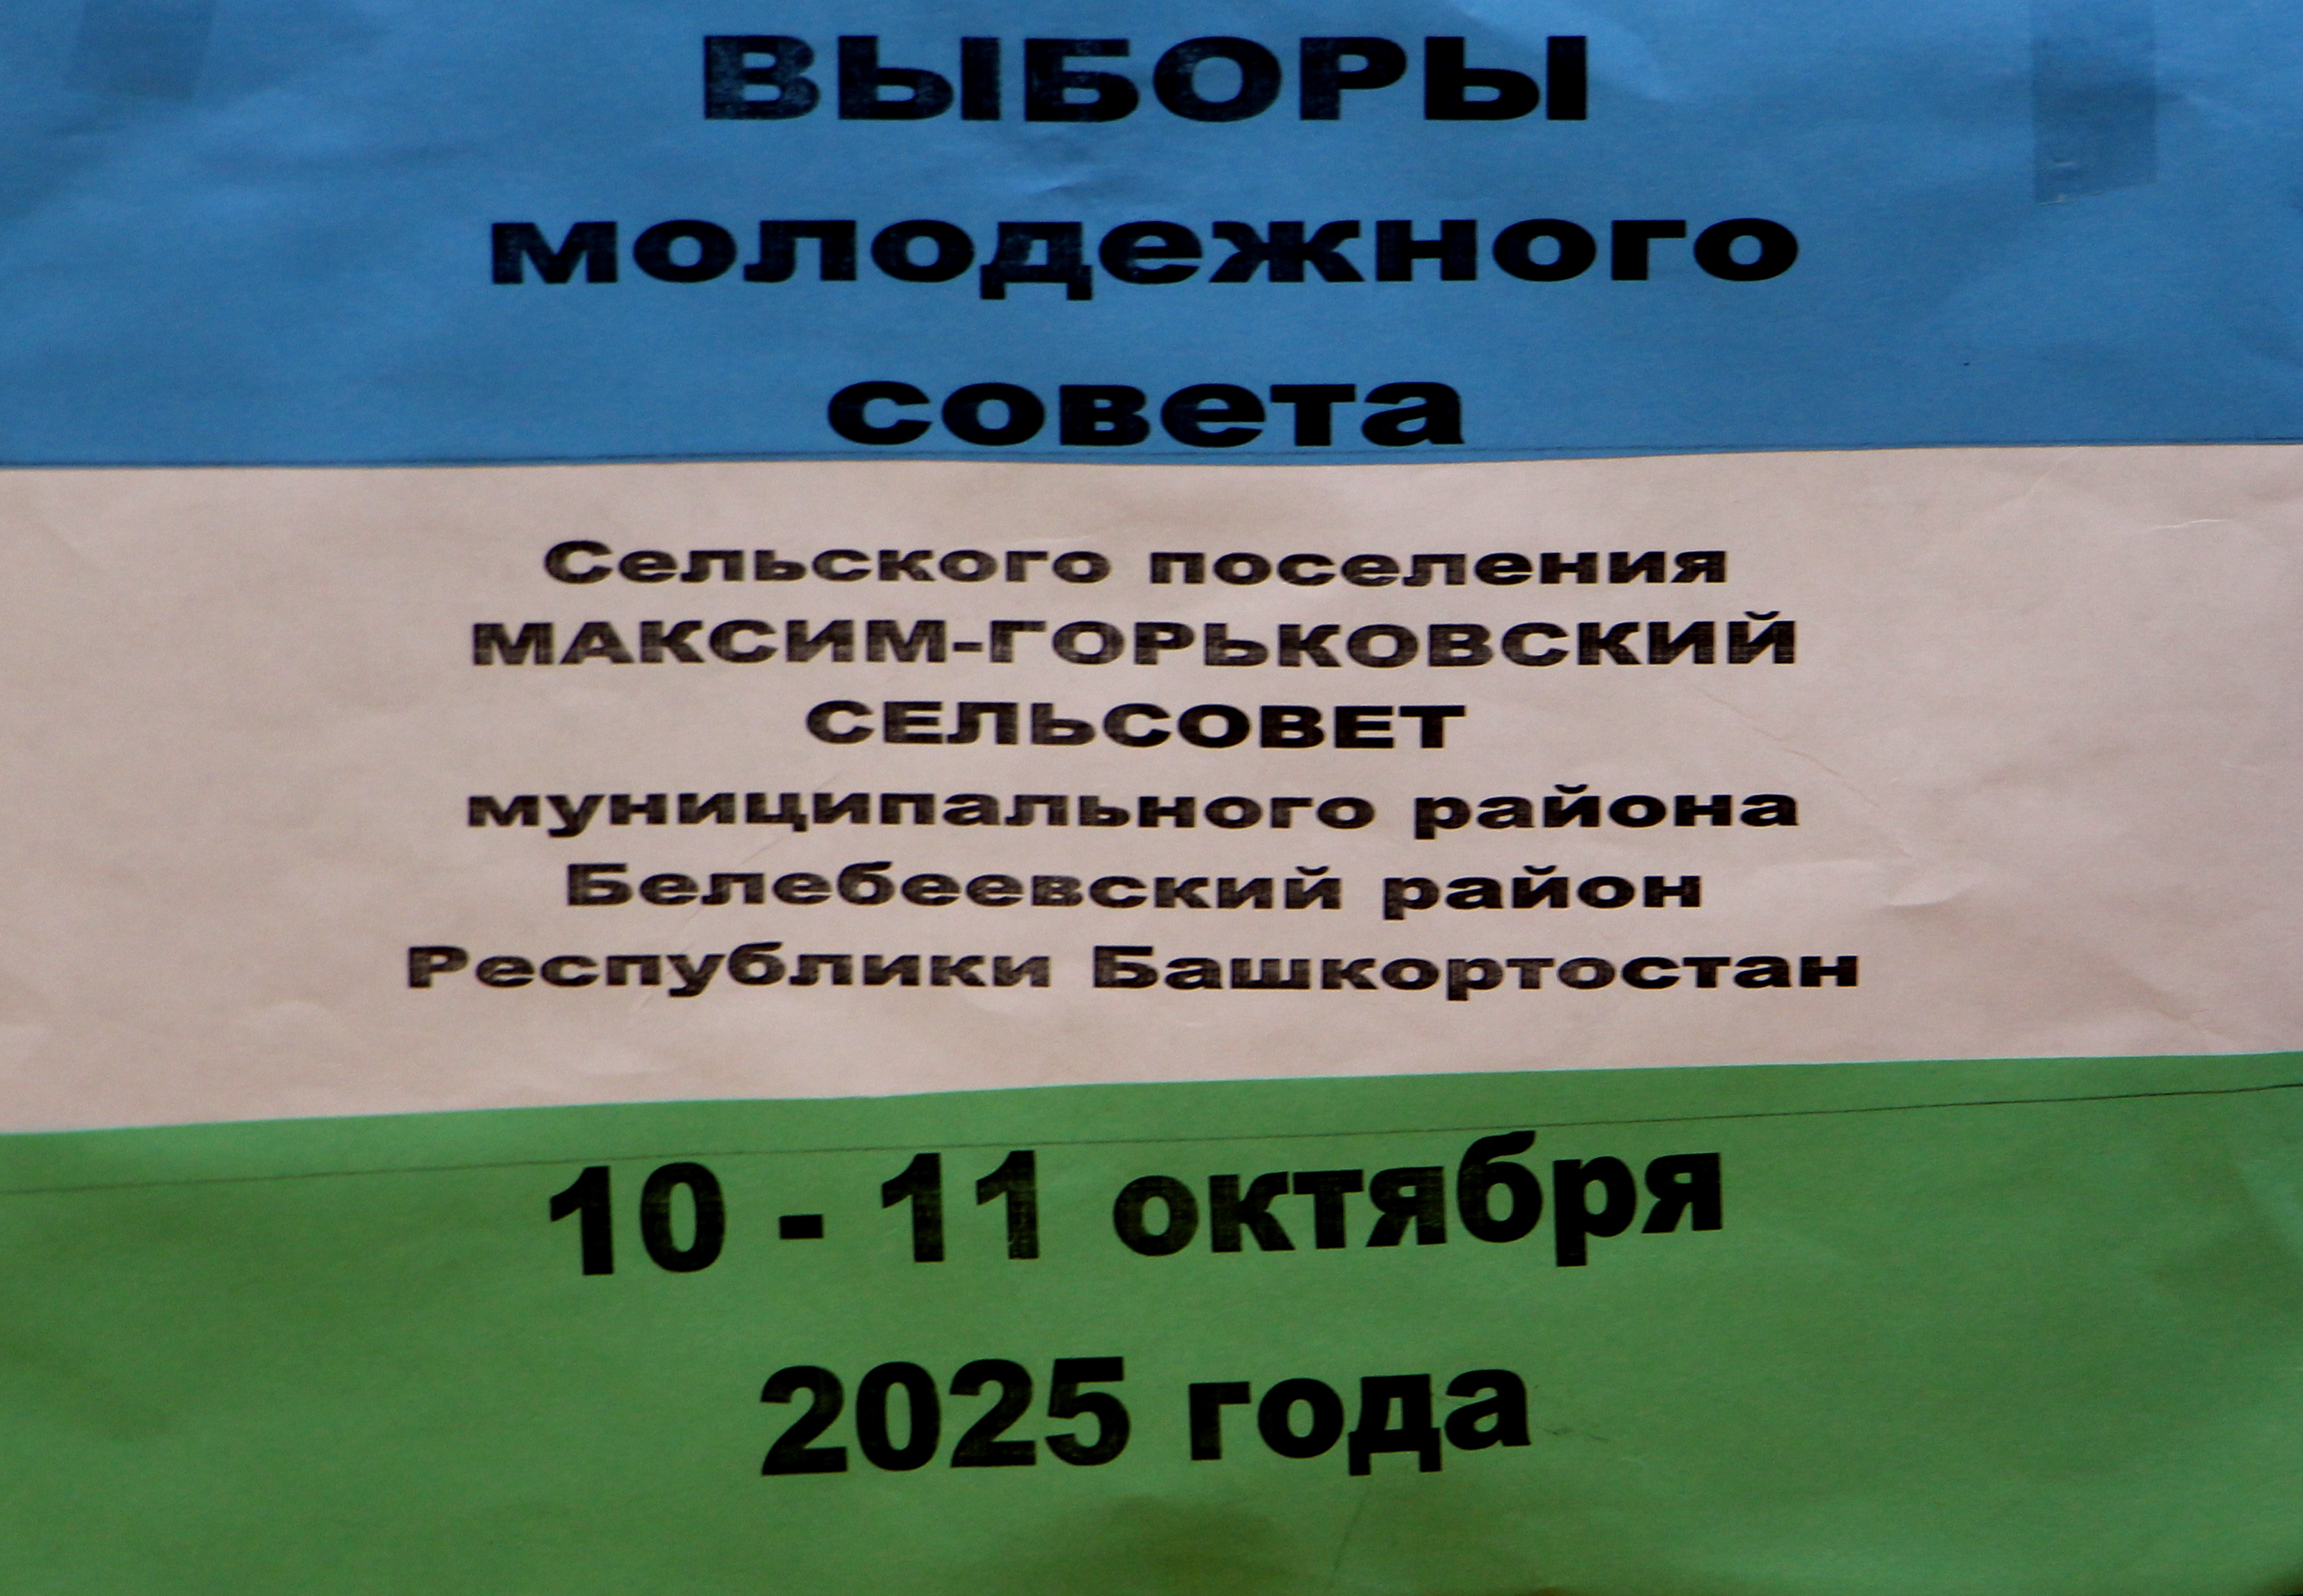 ВЫБОРЫ
молодежного
совета
Сельского поселения
МАКСИМ-ГОРЬКОВСКИЙ
СЕЛЬСОВЕТ
муниципального района
Белебеевский район
Республики Башкортостан
10 - 11 октября
2025 года